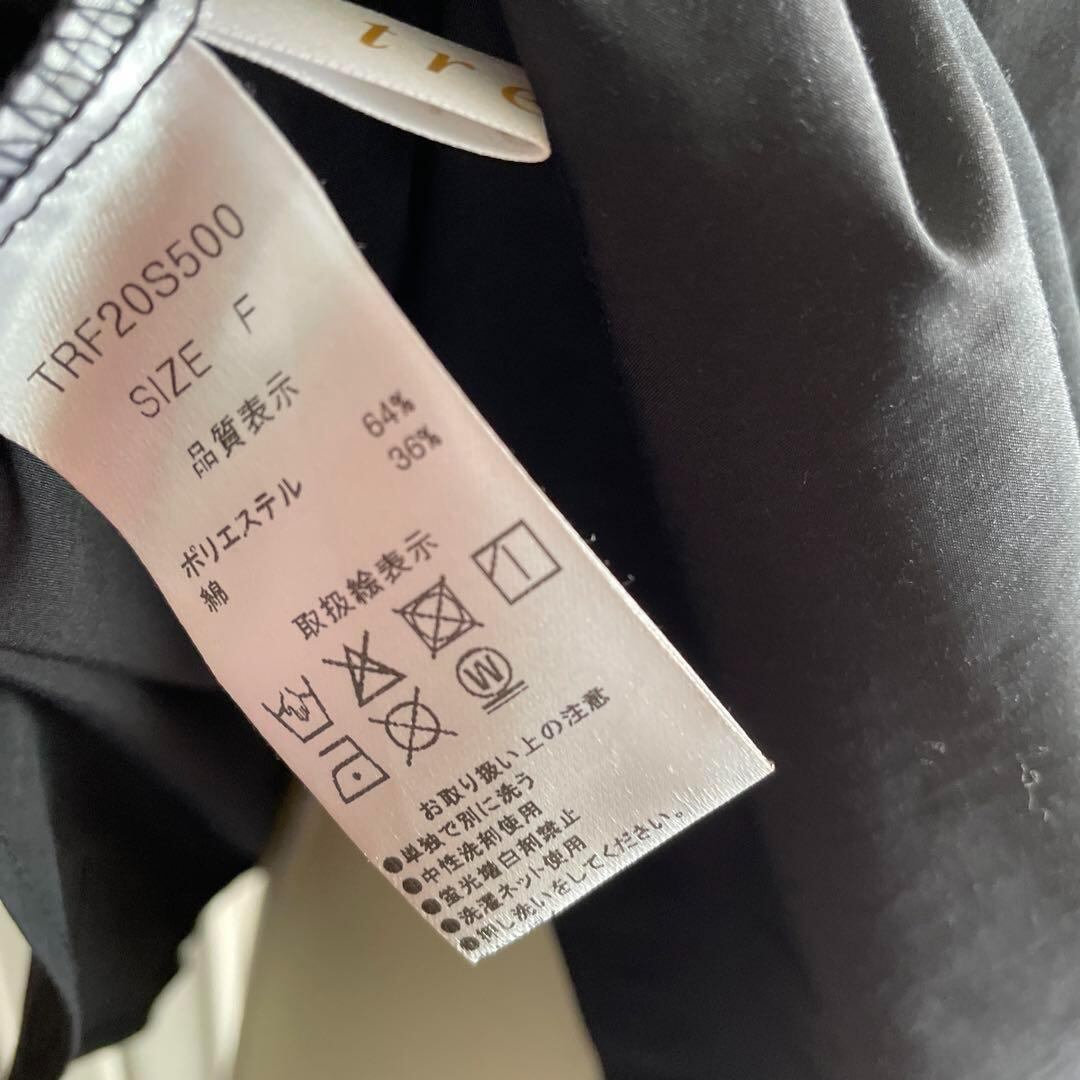 tre
TRF20S500
SIZE F
品質表示
ポリエステル 64%
綿 36%
取扱絵表示
W
お取り扱い上の注意
●単独で別に洗う
●中性洗剤使用
●蛍光増白剤禁止
●洗濯ネット使用
●押し洗いをしてください。